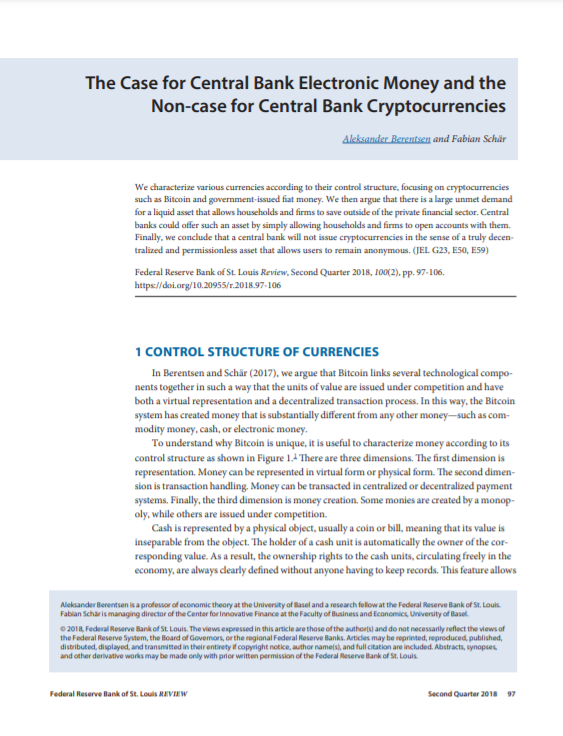 The Case for Central Bank Electronic Money and the
Non-case for Central Bank Cryptocurrencies
Aleksander Berentsen and Fabian Schär
We characterize various currencies according to their control structure, focusing on cryptocurrencies
such as Bitcoin and government-issued fiat money. We then argue that there is a large unmet demand
for a liquid asset that allows households and firms to save outside of the private financial sector. Central
banks could offer such an asset by simply allowing households and firms to open accounts with them.
Finally, we conclude that a central bank will not issue cryptocurrencies in the sense of a truly decen-
tralized and permissionless asset that allows users to remain anonymous. (JEL G23, E50, E59)
Federal Reserve Bank of St. Louis Review, Second Quarter 2018, 100(2), pp. 97-106.
https://doi.org/10.20955/r.2018.97-106
1 CONTROL STRUCTURE OF CURRENCIES
In Berentsen and Schär (2017), we argue that Bitcoin links several technological compo-
nents together in such a way that the units of value are issued under competition and have
both a virtual representation and a decentralized transaction process. In this way, the Bitcoin
system has created money that is substantially different from any other money—such as com-
modity money, cash, or electronic money.
To understand why Bitcoin is unique, it is useful to characterize money according to its
control structure as shown in Figure 1.1 There are three dimensions. The first dimension is
representation. Money can be represented in virtual form or physical form. The second dimen-
sion is transaction handling. Money can be transacted in centralized or decentralized payment
systems. Finally, the third dimension is money creation. Some monies are created by a monop-
oly, while others are issued under competition.
Cash is represented by a physical object, usually a coin or bill, meaning that its value is
inseparable from the object. The holder of a cash unit is automatically the owner of the cor-
responding value. As a result, the ownership rights to the cash units, circulating freely in the
economy, are always clearly defined without anyone having to keep records. This feature allows
Aleksander Berentsen is a professor of economic theory at the University of Basel and a research fellow at the Federal Reserve Bank of St. Louis.
Fabian Schär is managing director of the Center for Innovative Finance at the Faculty of Business and Economics, University of Basel.
© 2018, Federal Reserve Bank of St. Louis. The views expressed in this article are those of the author(s) and do not necessarily reflect the views of
the Federal Reserve System, the Board of Governors, or the regional Federal Reserve Banks. Articles may be reprinted, reproduced, published,
distributed, displayed, and transmitted in their entirety if copyright notice, author name(s), and full citation are included. Abstracts, synopses,
and other derivative works may be made only with prior written permission of the Federal Reserve Bank of St. Louis.
Federal Reserve Bank of St. Louis REVIEW
Second Quarter 2018 97